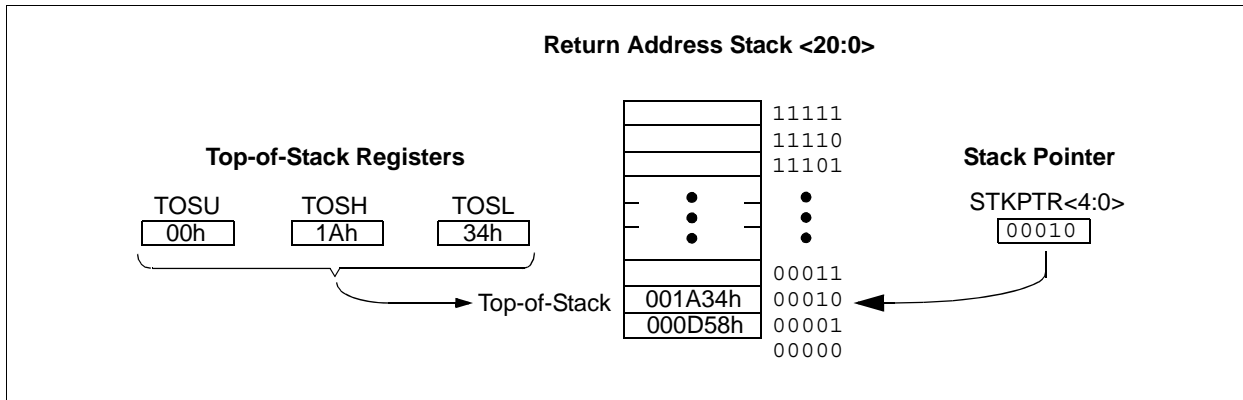 Return Address Stack <20:0>
11111
11110
Top-of-Stack Registers
11101
Stack Pointer
TOSU TOSH TOSL
STKPTR<4:0>
00h 1Ah 34h
00010
00011
Top-of-Stack 001A34h 00010
000D58h 00001
00000